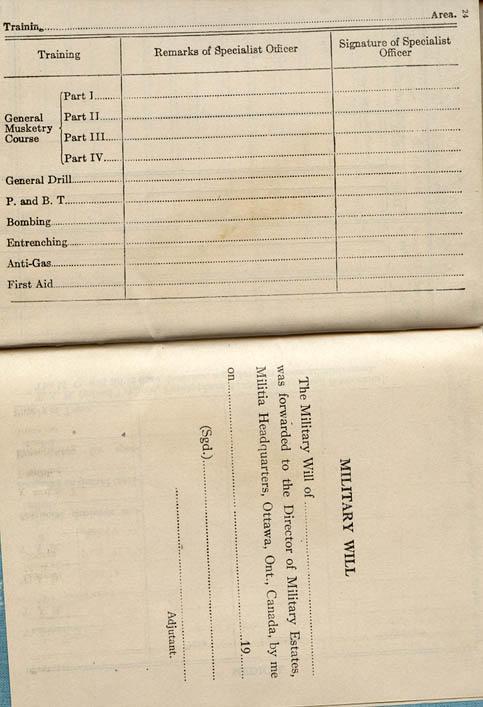 24
Training........Area.
Training
Remarks of Specialist Officer
Signature of Specialist
Officer
General
Musketry
Course
Part I........
Part II........
Part III........
Part IV........
General Drill........
P. and B. T........
Bombing........
Entrenching........
Anti-Gas........
First Aid........
MILITARY WILL
The Military Will of........
was forwarded to the Director of Military Estates,
Militia Headquarters, Ottawa, Ont., Canada, by me
on........19........
(Sgd.)........
Adjutant.